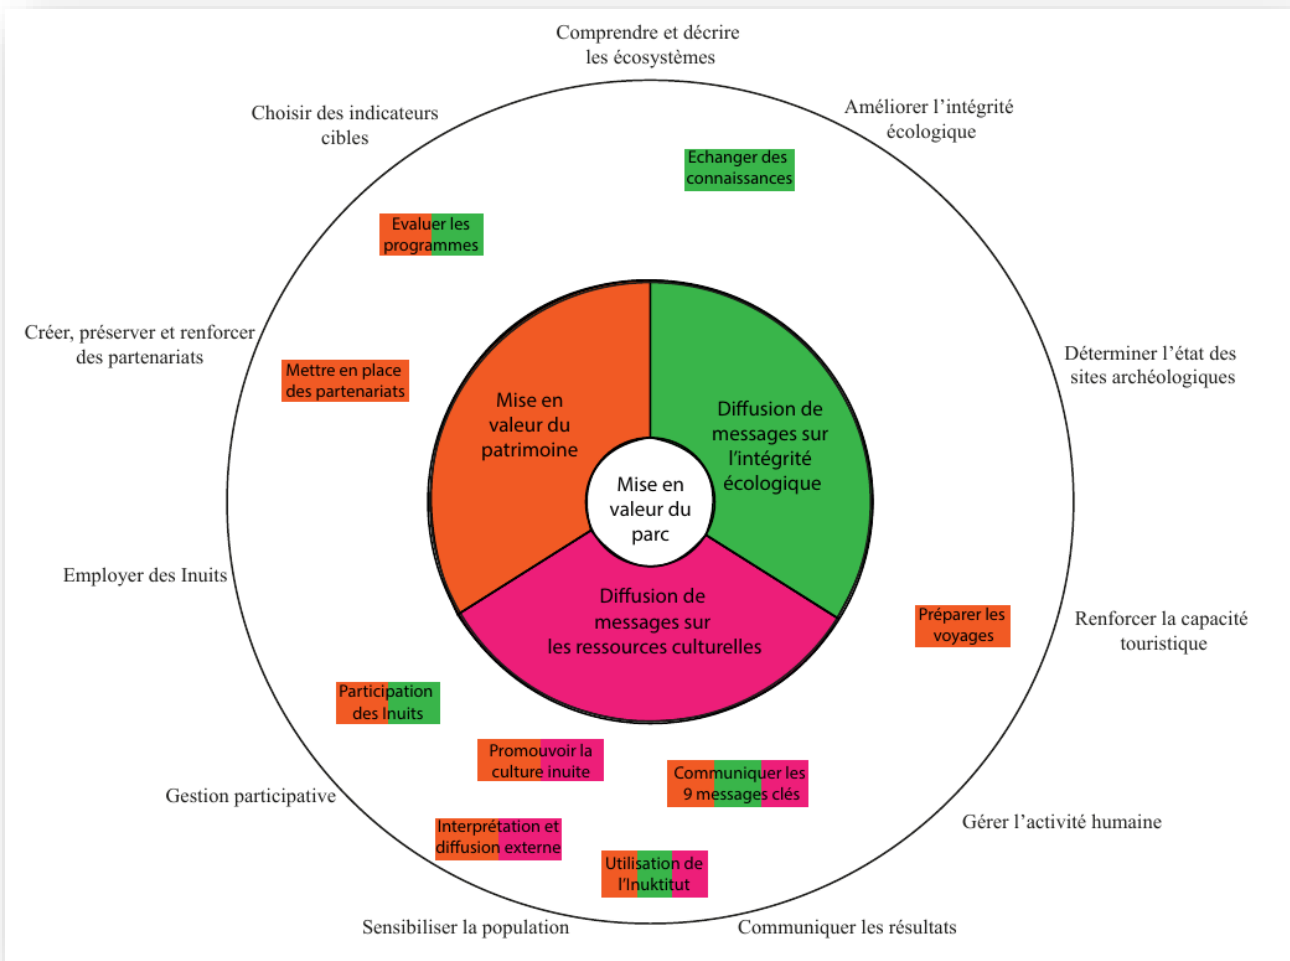 Comprendre et décrire
les écosystèmes
Choisir des indicateurs
cibles
Améliorer l’intégrité
écologique
Echanger des
connaissances
Evaluer les
programmes
Créer, préserver et renforcer
des partenariats
Mettre en place
des partenariats
Déterminer l’état des
sites archéologiques
Mise en
valeur du
patrimoine
Diffusion de
messages sur
l’intégrité
écologique
Mise en
valeur du
parc
Employer des Inuits
Diffusion de
messages sur
les ressources culturelles
Préparer les
voyages
Renforcer la capacité
touristique
Participation
des Inuits
Promouvoir la
culture inuite
Communiquer les
9 messages clés
Gestion participative
Gérer l’activité humaine
Interprétation et
diffusion externe
Utilisation de
l’Inuktitut
Sensibiliser la population
Communiquer les résultats